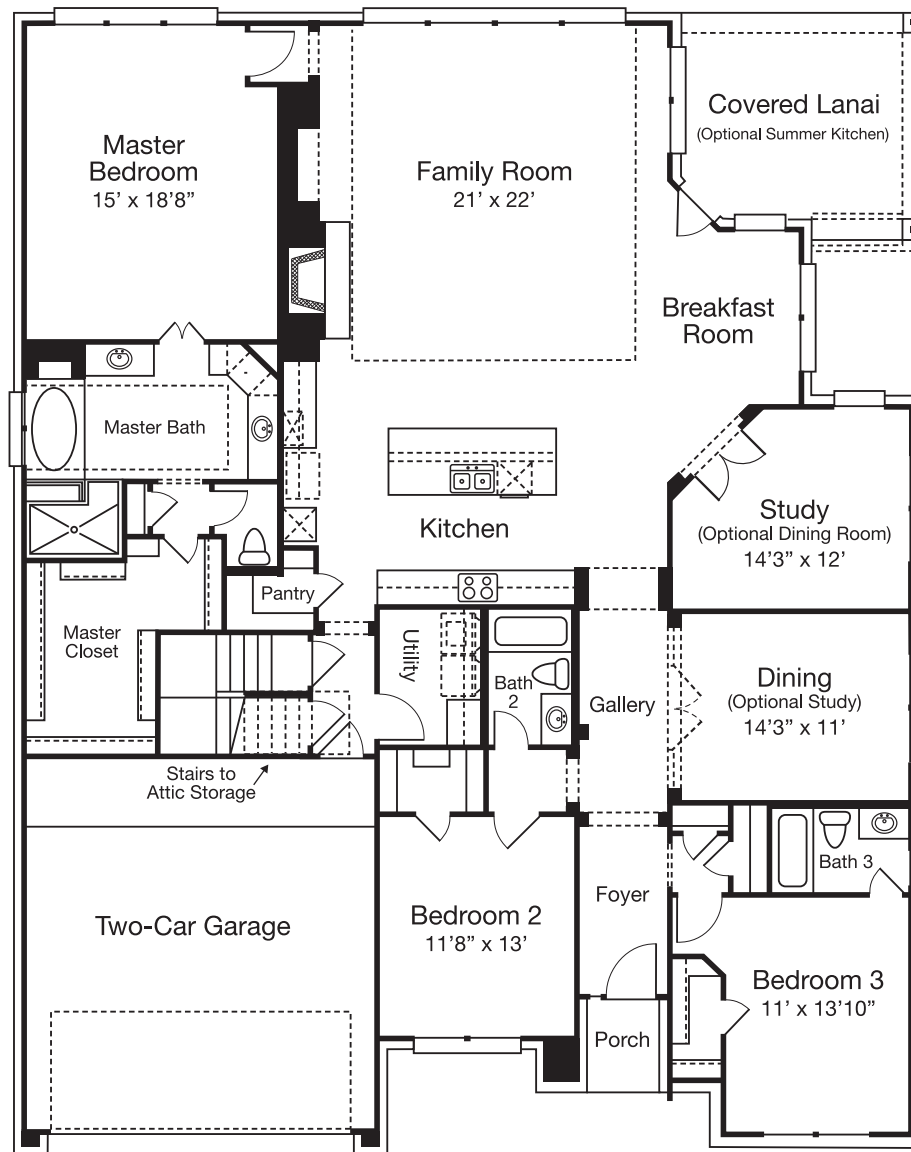 Master
Bedroom
15’ x 18’8”
Family Room
21’ x 22’
Covered Lanai
(Optional Summer Kitchen)
Breakfast
Room
Master Bath
Kitchen
Study
(Optional Dining Room)
14’3” x 12’
Pantry
Master
Closet
Utility
Bath
2
Gallery
Dining
(Optional Study)
14’3” x 11’
Stairs to
Attic Storage
Bath 3
Foyer
Two-Car Garage
Bedroom 2
11’8” x 13’
Bedroom 3
11’ x 13’10”
Porch